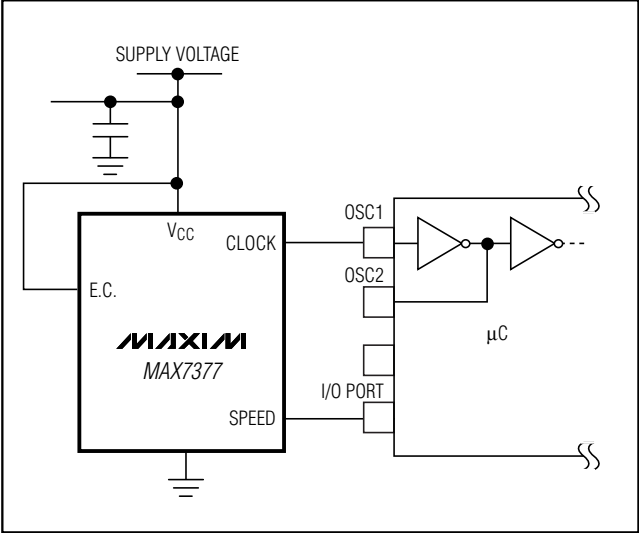 SUPPLY VOLTAGE
VCC
CLOCK
E.C.
MAXIM
MAX7377
SPEED
OSC1
OSC2
µC
I/O PORT